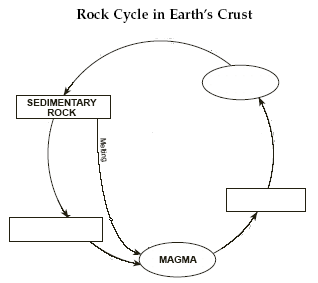 Rock Cycle in Earth's Crust
SEDIMENTARY
ROCK
Melting
MAGMA